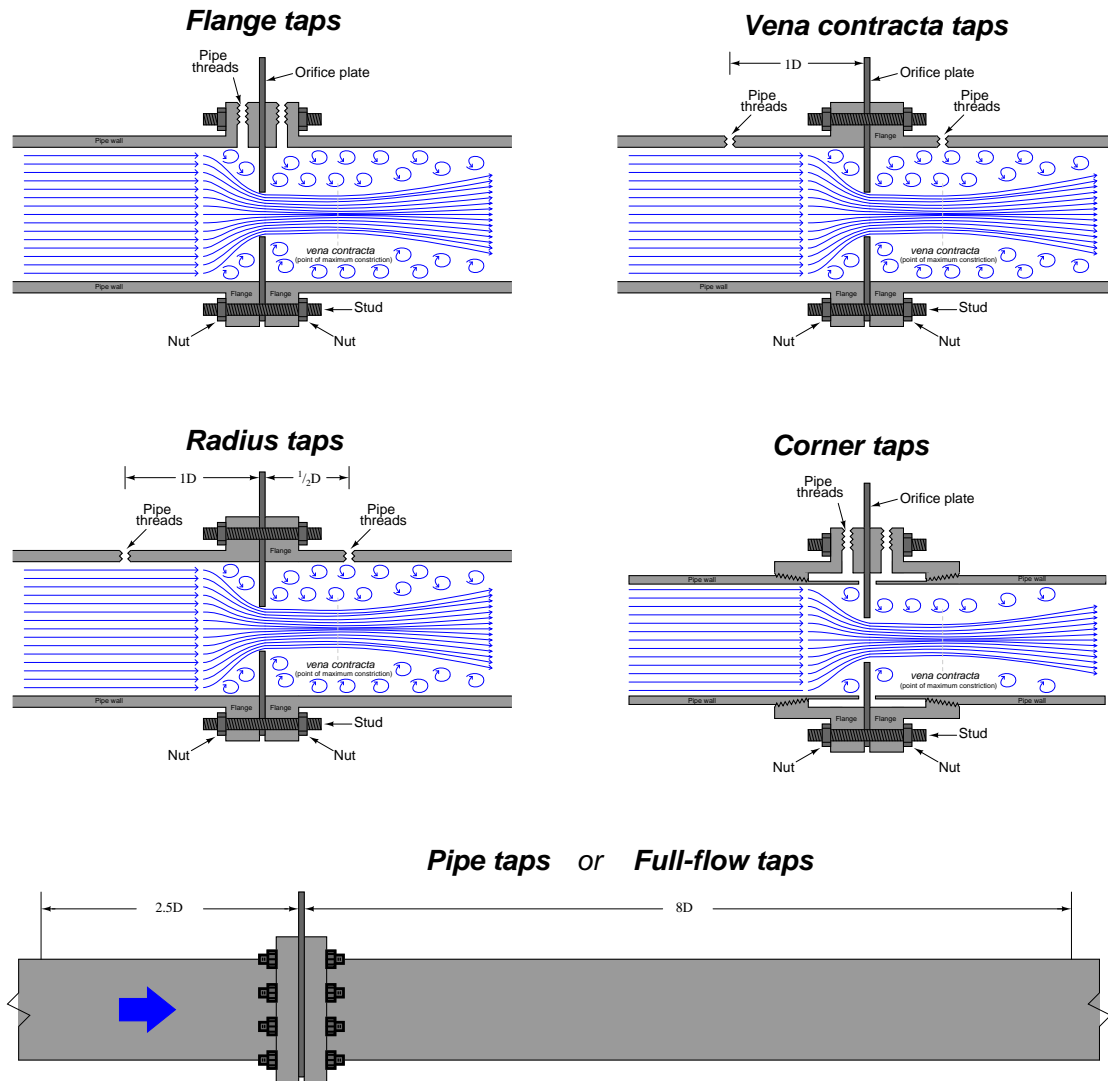 Flange taps
Pipe
threads
Orifice plate
Pipe wall
vena contracta
(point of maximum constriction)
Pipe wall
Flange
Flange
Stud
Nut
Nut
Vena contracta taps
1D
Orifice plate
Pipe
threads
Pipe
threads
Flange
Pipe wall
vena contracta
(point of maximum constriction)
Pipe wall
Flange
Flange
Stud
Nut
Nut
Radius taps
1D
1/2D
Pipe
threads
Pipe
threads
Flange
Pipe wall
vena contracta
(point of maximum constriction)
Pipe wall
Flange
Flange
Stud
Nut
Nut
Corner taps
Pipe
threads
Orifice plate
Pipe wall
Pipe wall
vena contracta
(point of maximum constriction)
Pipe wall
Pipe wall
Flange
Flange
Stud
Nut
Nut
Pipe taps or Full-flow taps
2.5D
8D